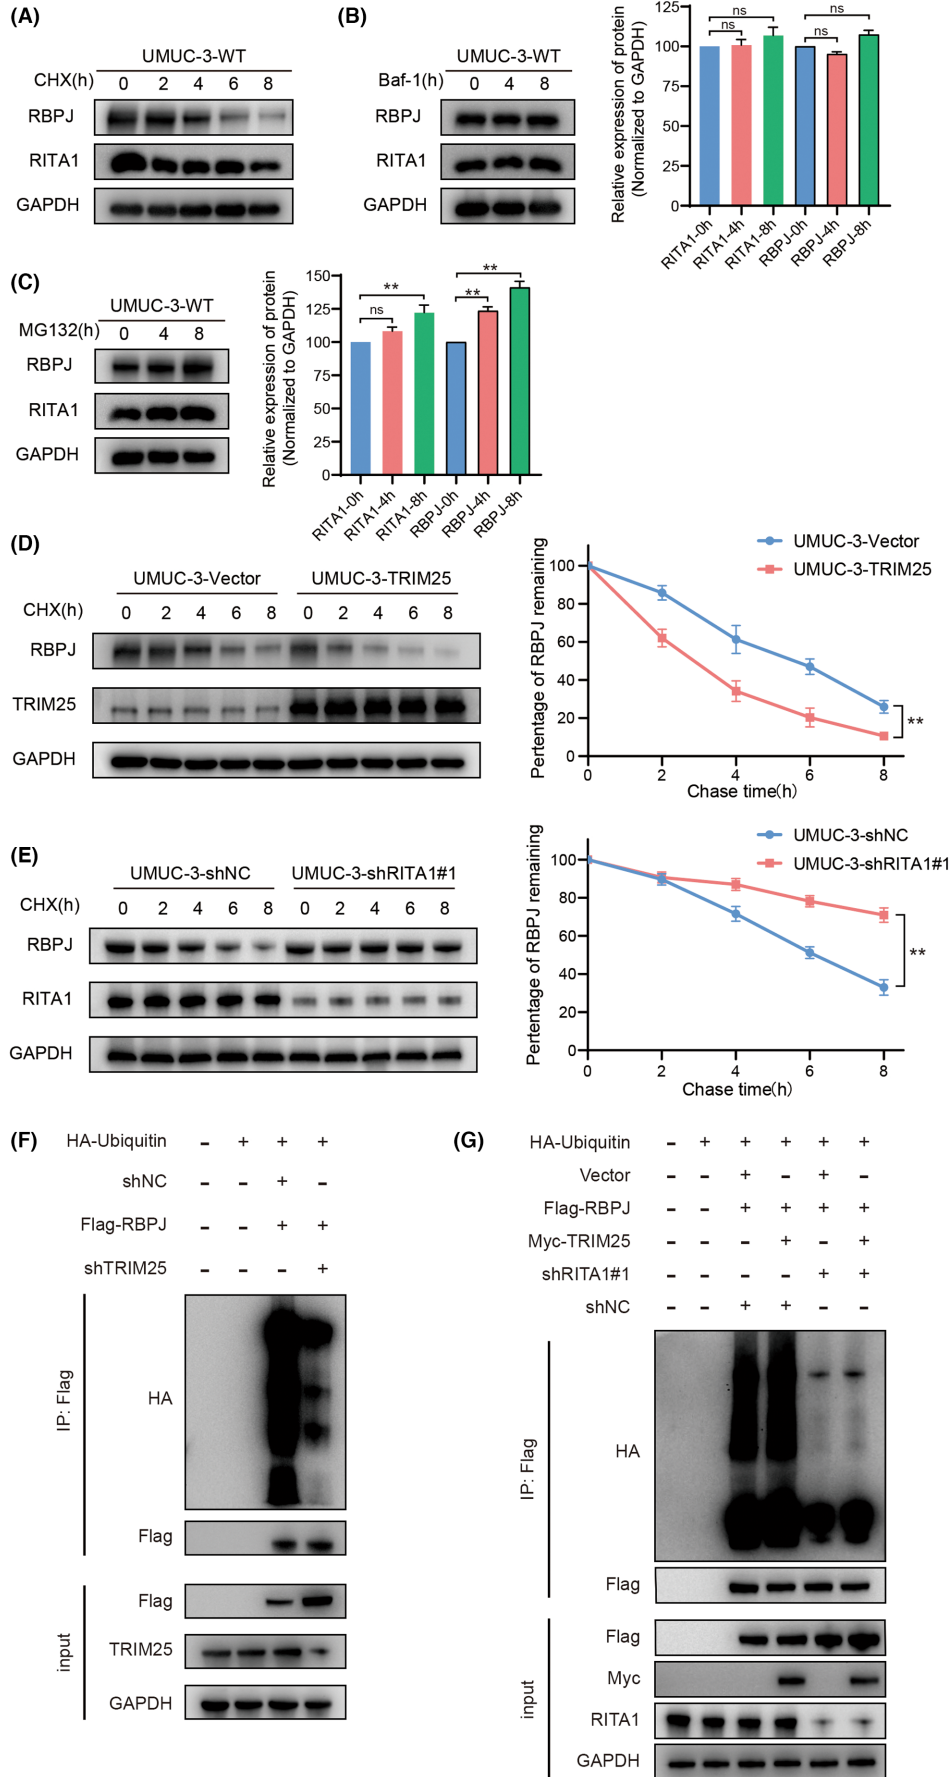 (A)
UMUC-3-WT
CHX(h) 0 2 4 6 8
RBPJ
RITA1
GAPDH
(B)
UMUC-3-WT
Baf-1(h) 0 4 8
RBPJ
RITA1
GAPDH
Relative expression of protein
(Normalized to GAPDH)
125
100
75
50
25
0
ns
ns
ns
ns
RITA1-0h
RITA1-4h
RITA1-8h
RBPJ-0h
RBPJ-4h
RBPJ-8h
(C)
UMUC-3-WT
MG132(h) 0 4 8
RBPJ
RITA1
GAPDH
Relative expression of protein
(Normalized to GAPDH)
150
125
100
75
50
25
0
**
ns
**
**
RITA1-0h
RITA1-4h
RITA1-8h
RBPJ-0h
RBPJ-4h
RBPJ-8h
(D)
UMUC-3-Vector UMUC-3-TRIM25
CHX(h) 0 2 4 6 8 0 2 4 6 8
RBPJ
TRIM25
GAPDH
UMUC-3-Vector
UMUC-3-TRIM25
Pertentage of RBPJ remaining
100
80
60
40
20
0
**
0 2 4 6 8
Chase time(h)
(E)
UMUC-3-shNC UMUC-3-shRITA1#1
CHX(h) 0 2 4 6 8 0 2 4 6 8
RBPJ
RITA1
GAPDH
UMUC-3-shNC
UMUC-3-shRITA1#1
Pertentage of RBPJ remaining
100
80
60
40
20
0
**
0 2 4 6 8
Chase time(h)
(F)
HA-Ubiquitin - + + +
shNC - - + -
Flag-RBPJ - - + +
shTRIM25 - - - +
IP: Flag
HA
Flag
input
Flag
TRIM25
GAPDH
(G)
HA-Ubiquitin - + + + + +
Vector - - + - + -
Flag-RBPJ - - + + + +
Myc-TRIM25 - - - + - +
shRITA1#1 - - - - + +
shNC - - + + - -
IP: Flag
HA
Flag
input
Flag
Myc
RITA1
GAPDH